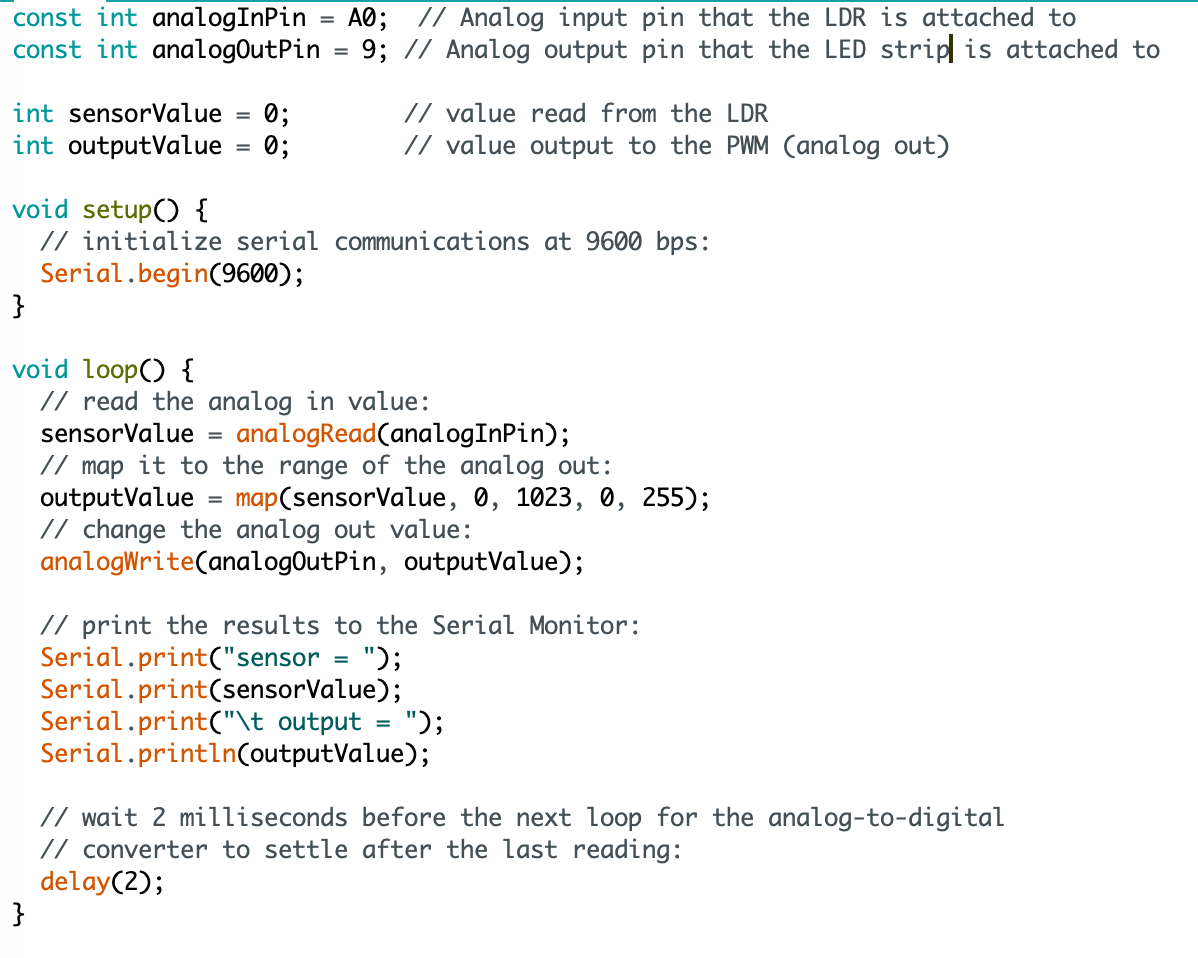 const int analogInPin = A0;  // Analog input pin that the LDR is attached to
const int analogOutPin = 9; // Analog output pin that the LED strip is attached to

int sensorValue = 0;        // value read from the LDR
int outputValue = 0;        // value output to the PWM (analog out)

void setup() {
  // initialize serial communications at 9600 bps:
  Serial.begin(9600);
}

void loop() {
  // read the analog in value:
  sensorValue = analogRead(analogInPin);
  // map it to the range of the analog out:
  outputValue = map(sensorValue, 0, 1023, 0, 255);
  // change the analog out value:
  analogWrite(analogOutPin, outputValue);

  // print the results to the Serial Monitor:
  Serial.print("sensor = ");
  Serial.print(sensorValue);
  Serial.print("\t output = ");
  Serial.println(outputValue);

  // wait 2 milliseconds before the next loop for the analog-to-digital
  // converter to settle after the last reading:
  delay(2);
}